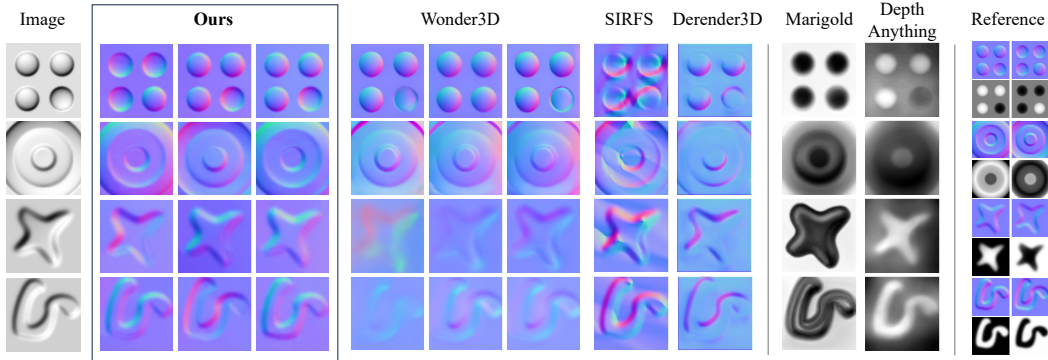 Image
Ours
Wonder3D
SIRFS
Derender3D
Marigold
Depth
Anything
Reference